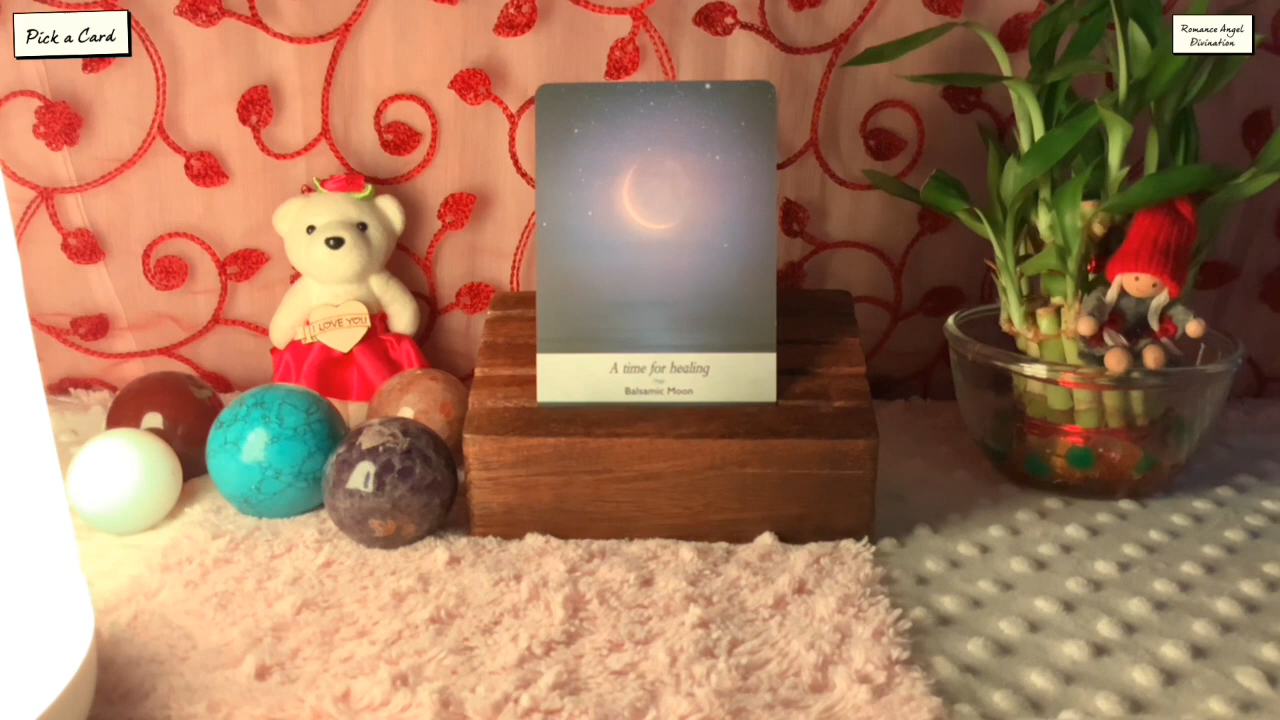 Pick a Card
Romance Angel
Divination
I LOVE YOU
A time for healing
Balsamic Moon